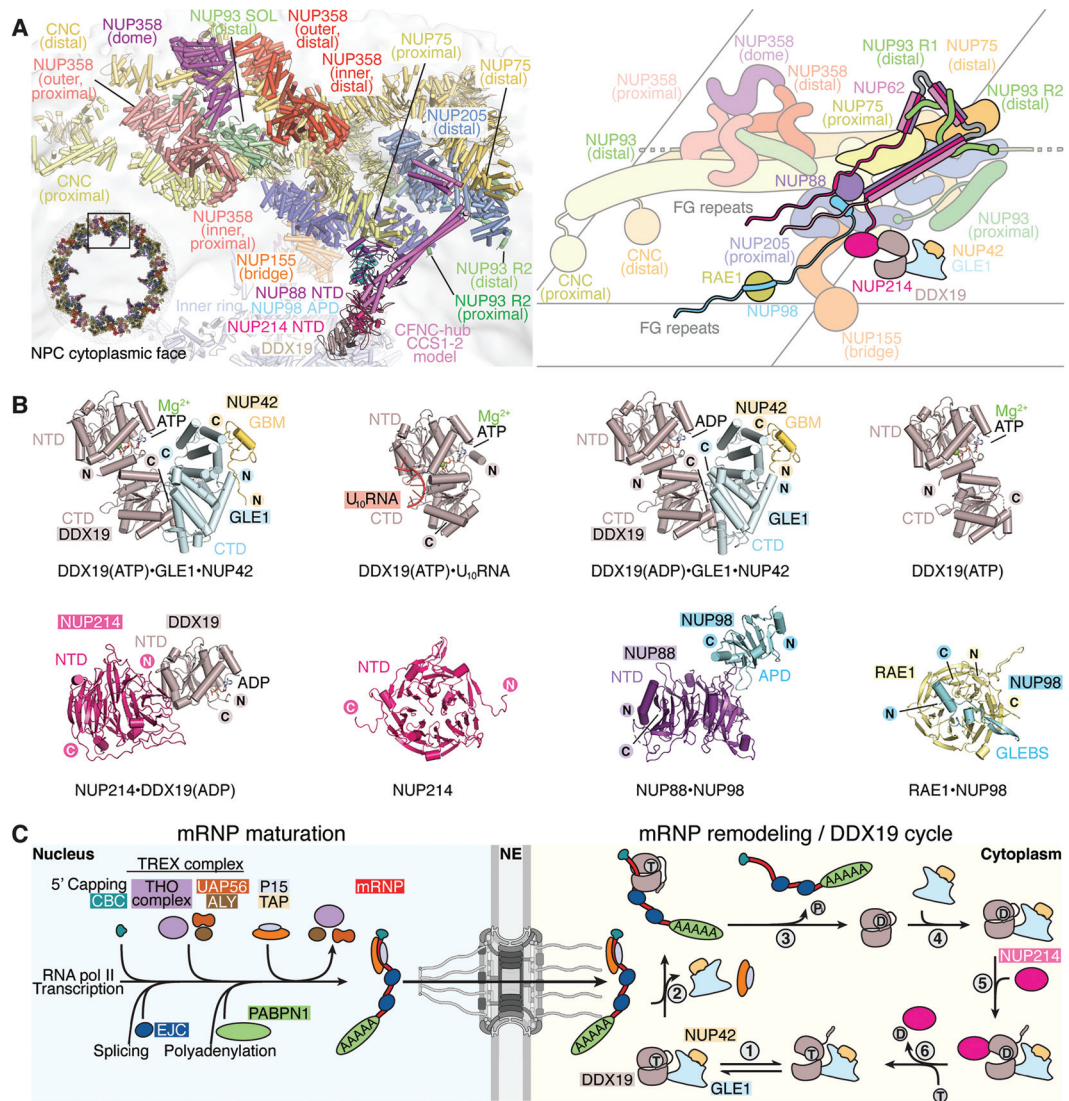 A
CNC
(distal)
NUP358
(dome)
NUP93 SOL
(distal)
NUP358
(outer,
distal)
NUP75
(proximal)
NUP358
(outer,
proximal)
NUP358
(inner,
distal)
NUP75
(distal)
NUP205
(distal)
CNC
(proximal)
NUP358
(inner,
proximal)
NUP155
(bridge)
NUP93 R2
(distal)
NUP88 NTD
Inner ring
NUP98 APD
NUP93 R2
(proximal)
NUP214 NTD
DDX19
CFNC-hub
CCS1-2
model
NPC cytoplasmic face
NUP358
(dome)
NUP93 R1
(distal)
NUP75
(distal)
NUP358
(proximal)
NUP358
(distal)
NUP62
NUP75
(proximal)
NUP93 R2
(distal)
NUP93
(distal)
NUP88
FG repeats
NUP93
(proximal)
NUP205
(proximal)
CNC
(distal)
NUP42
GLE1
CNC
(proximal)
RAE1
NUP214
DDX19
NUP98
FG repeats
NUP155
(bridge)
B
NTD
Mg2+
ATP
NUP42
C
GBM
C
N
N
N
CTD
GLE1
DDX19
CTD
DDX19(ATP)•GLE1•NUP42
NTD
Mg2+
ATP
N
U10RNA
CTD
C
DDX19(ATP)•U10RNA
NTD
ADP
NUP42
C
GBM
C
N
N
N
CTD
GLE1
DDX19
CTD
DDX19(ADP)•GLE1•NUP42
NTD
Mg2+
ATP
N
C
CTD
DDX19(ATP)
NUP214
DDX19
NTD
N
NTD
ADP
N
C
C
NUP214•DDX19(ADP)
NTD
N
C
NUP214
NUP98
C
N
NUP88
NTD
APD
N
C
NUP88•NUP98
C
N
RAE1
NUP98
N
C
GLEBS
RAE1•NUP98
C
mRNP maturation
mRNP remodeling / DDX19 cycle
Nucleus
NE
Cytoplasm
TREX complex
5' Capping
CBC
THO
complex
UAP56
ALY
P15
TAP
mRNP
RNA pol II
Transcription
EJC
PABPN1
Splicing
Polyadenylation
AAAAA
AAAAA
T
AAAAA
AAAAA
Pi
3
D
4
D
NUP214
5
2
NUP42
DDX19
T
GLE1
1
T
D
6
T
D